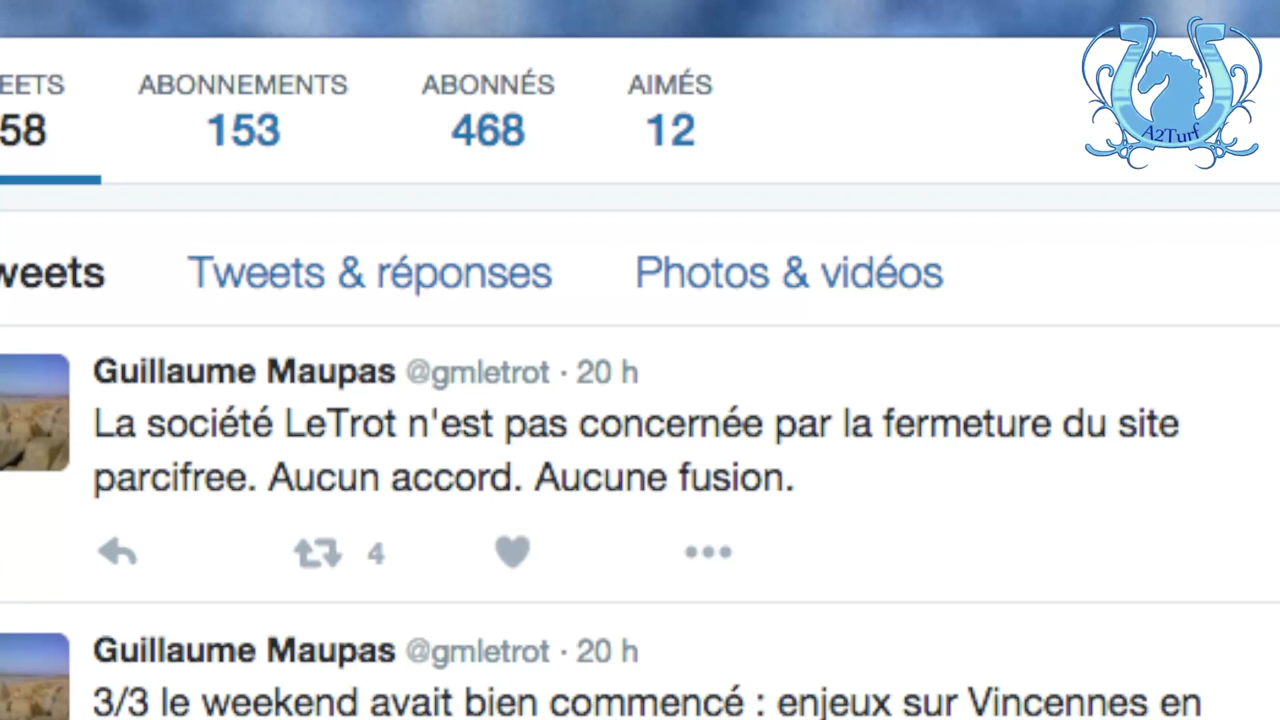 EETS ABONNEMENTS ABONNÉS AIMÉS
58 153 468 12
A2Turf
weets Tweets & réponses Photos & vidéos
Guillaume Maupas @gmletrot · 20 h
La société LeTrot n'est pas concernée par la fermeture du site
parcifree. Aucun accord. Aucune fusion.
4
Guillaume Maupas @gmletrot · 20 h
3/3 le weekend avait bien commencé : enjeux sur Vincennes en